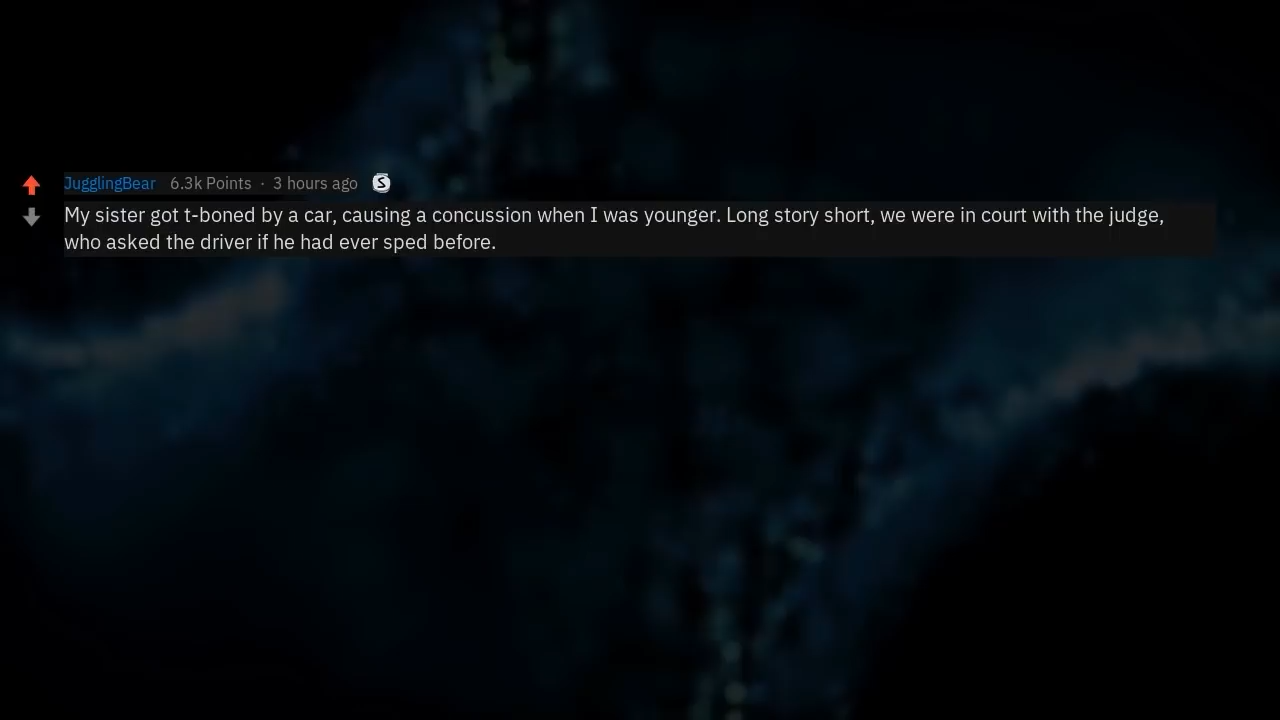 JugglingBear 6.3k Points · 3 hours ago S
My sister got t-boned by a car, causing a concussion when I was younger. Long story short, we were in court with the judge,
who asked the driver if he had ever sped before.